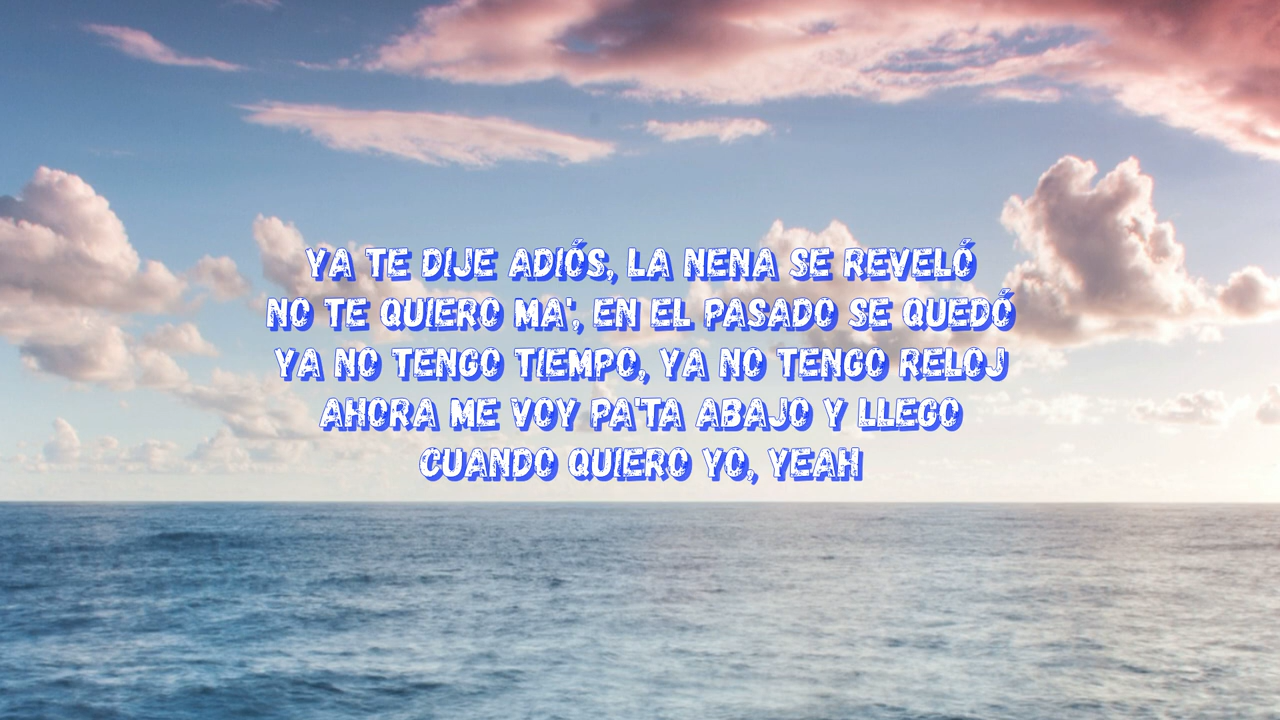 YA TE DIJE ADIÓS, LA NENA SE REVELÓ
NO TE QUIERO MA', EN EL PASADO SE QUEDÓ
YA NO TENGO TIEMPO, YA NO TENGO RELOJ
AHORA ME VOY PA'TA ABAJO Y LLEGO
CUANDO QUIERO YO, YEAH